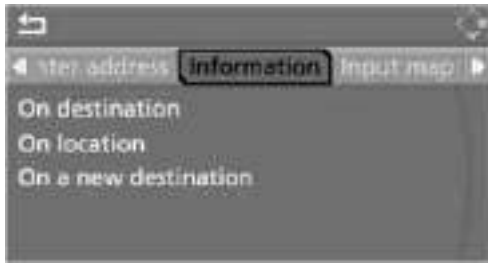 ter address Information Input map
On destination
On location
On a new destination